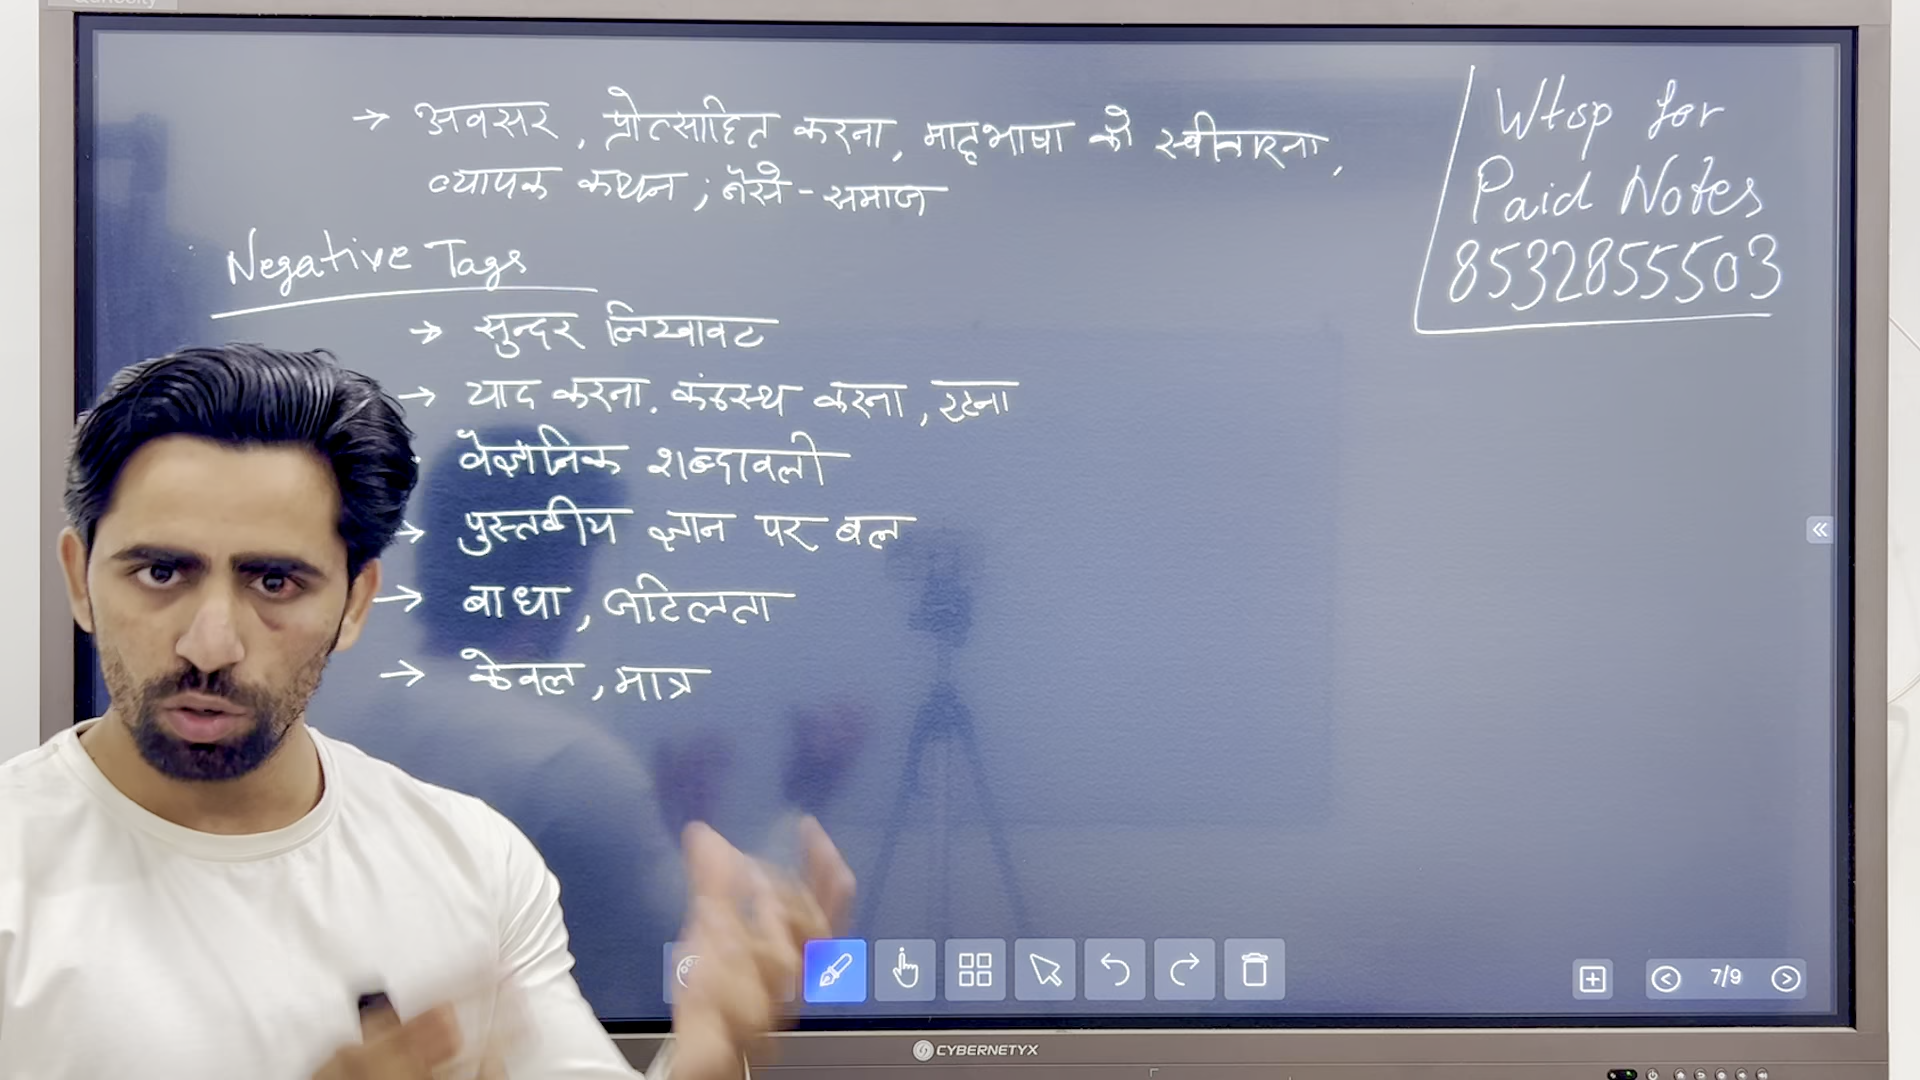 → अवसर, प्रोत्साहित करना, मातृभाषा को स्वीकारना,
व्यापक कथन; जैसे - समाज
Negative Tags
→ सुन्दर लिखावट
→ याद करना. कंठस्थ करना, रटना
वैज्ञानिक शब्दावली
→ पुस्तकीय ज्ञान पर बल
→ बाधा, जटिलता
→ केवल, मात्र
Wtsp for
Paid Notes
8532855503
7/9
CYBERNETYX